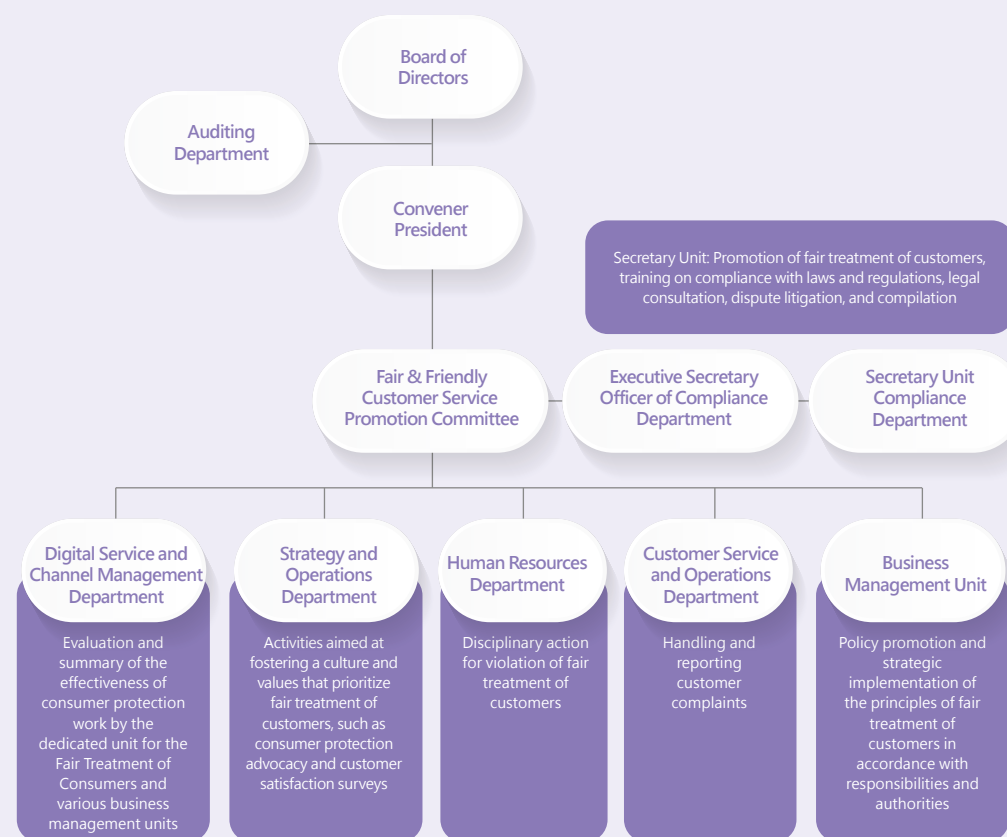 Board of
Directors
Auditing
Department
Convener
President
Secretary Unit: Promotion of fair treatment of customers,
training on compliance with laws and regulations, legal
consultation, dispute litigation, and compilation
Fair & Friendly
Customer Service
Promotion Committee
Executive Secretary
Officer of Compliance
Department
Secretary Unit
Compliance
Department
Digital Service and
Channel Management
Department
Evaluation and
summary of the
effectiveness of
consumer protection
work by the
dedicated unit for the
Fair Treatment of
Consumers and
various business
management units
Strategy and
Operations
Department
Activities aimed at
fostering a culture and
values that prioritize
fair treatment of
customers, such as
consumer protection
advocacy and customer
satisfaction surveys
Human Resources
Department
Disciplinary action
for violation of fair
treatment of
customers
Customer Service
and Operations
Department
Handling and
reporting
customer
complaints
Business
Management Unit
Policy promotion and
strategic
implementation of
the principles of fair
treatment of
customers in
accordance with
responsibilities and
authorities